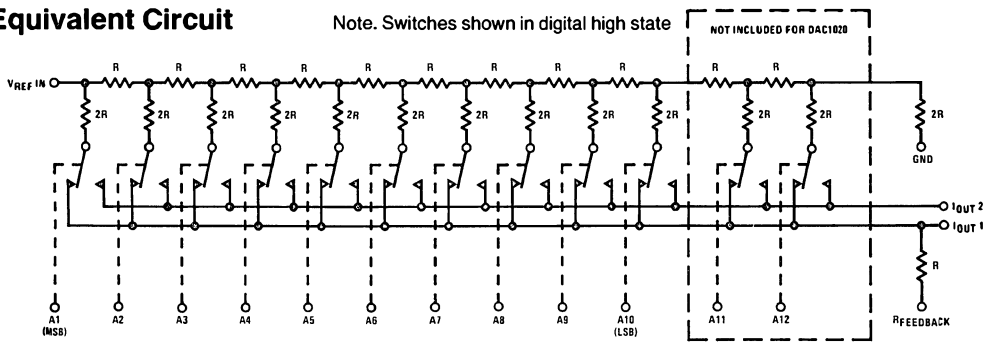 Equivalent Circuit
Note. Switches shown in digital high state
NOT INCLUDED FOR DAC1020
R R R R R R R R R R R
VREF IN
2R 2R 2R 2R 2R 2R 2R 2R 2R 2R 2R 2R 2R
GND
IOUT 2
IOUT 1
R
A1 A2 A3 A4 A5 A6 A7 A8 A9 A10 A11 A12 RFEEDBACK
(MSB) (LSB)